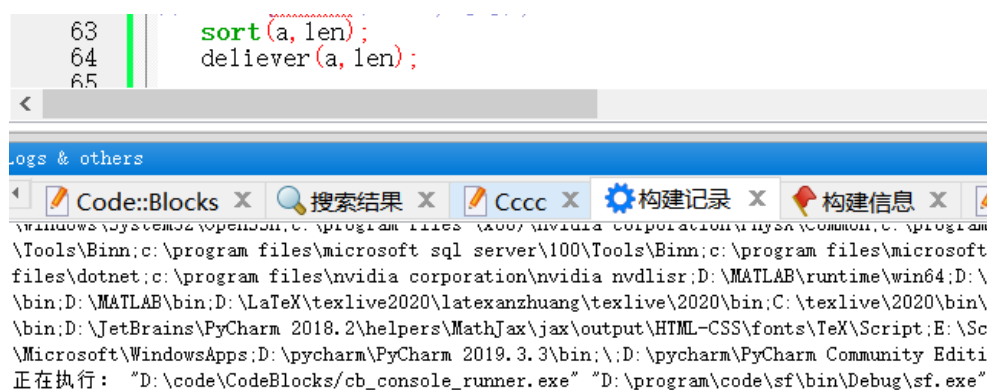 63 sort(a,len);
64 deliever(a,len);
65
Logs & others
Code::Blocks X 搜索结果 X Cccc X 构建记录 X 构建信息 X
\Tools\Binn;c:\program files\microsoft sql server\100\Tools\Binn;c:\program files\microsoft
files\dotnet;c:\program files\nvidia corporation\nvidia nvdlisr;D:\MATLAB\runtime\win64;D:\
\bin;D:\MATLAB\bin;D:\LaTeX\texlive2020\latexanzhuang\texlive\2020\bin;C:\texlive\2020\bin\
\bin;D:\JetBrains\PyCharm 2018.2\helpers\MathJax\jax\output\HTML-CSS\fonts\TeX\Script;E:\Sc
\Microsoft\WindowsApps;D:\pycharm\PyCharm 2019.3.3\bin;\;D:\pycharm\PyCharm Community Editi
正在执行: "D:\code\CodeBlocks/cb_console_runner.exe" "D:\program\code\sf\bin\Debug\sf.exe"